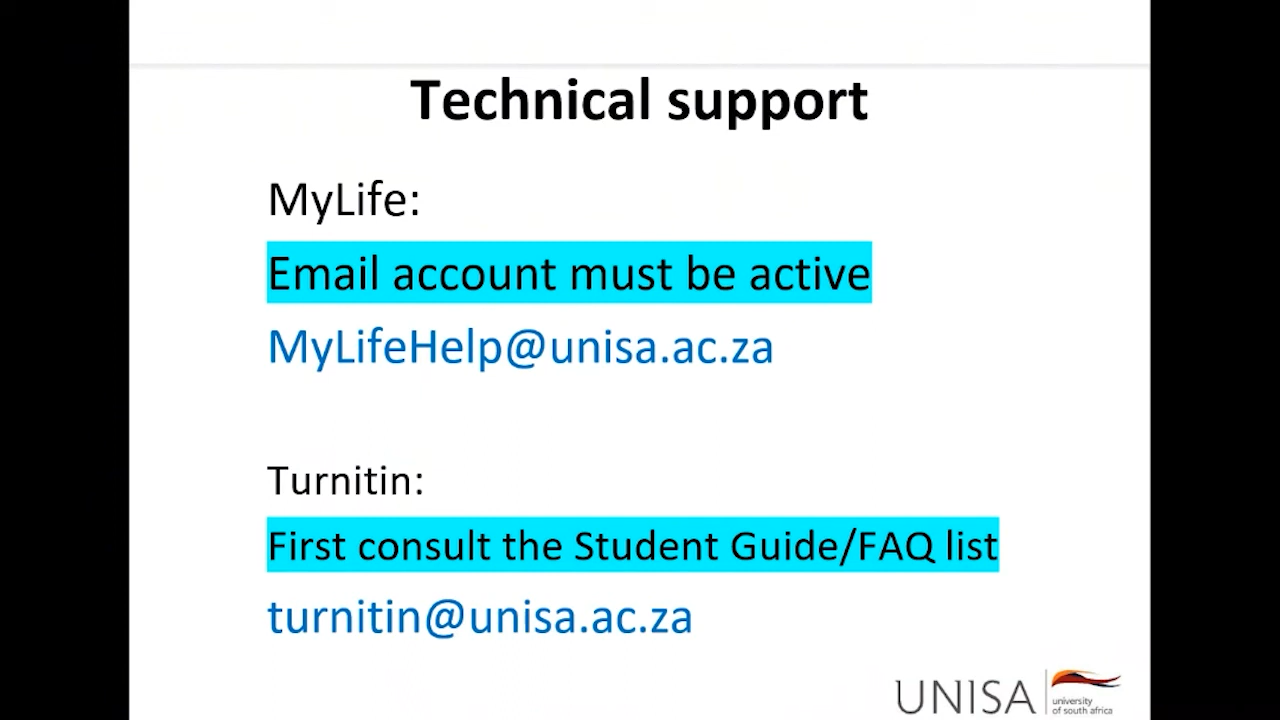 Technical support
MyLife:
Email account must be active
MyLifeHelp@unisa.ac.za
Turnitin:
First consult the Student Guide/FAQ list
turnitin@unisa.ac.za
UNISA
university
of south africa